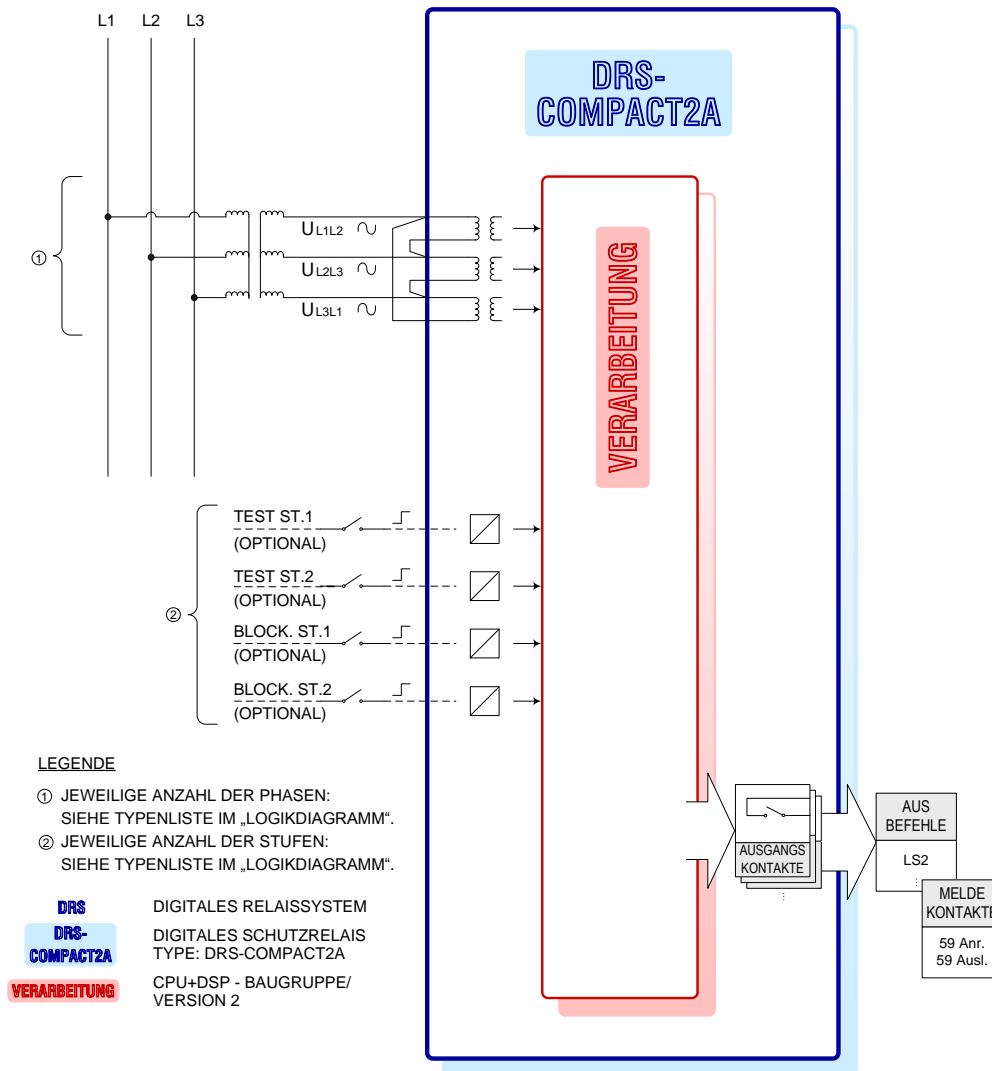 L1 L2 L3
DRS-
COMPACT2A
VERARBEITUNG
①
U L1L2
U L2L3
U L3L1
②
TEST ST.1
(OPTIONAL)
TEST ST.2
(OPTIONAL)
BLOCK. ST.1
(OPTIONAL)
BLOCK. ST.2
(OPTIONAL)
AUSGANGS
KONTAKTE
AUS
BEFEHLE
LS2
MELDE
KONTAKTE
59 Anr.
59 Ausl.
LEGENDE
① JEWEILIGE ANZAHL DER PHASEN:
SIEHE TYPENLISTE IM „LOGIKDIAGRAMM“.
② JEWEILIGE ANZAHL DER STUFEN:
SIEHE TYPENLISTE IM „LOGIKDIAGRAMM“.
DRS DIGITALES RELAISSYSTEM
DRS-
COMPACT2A
DIGITALES SCHUTZRELAIS
TYPE: DRS-COMPACT2A
VERARBEITUNG
CPU+DSP - BAUGRUPPE/
VERSION 2